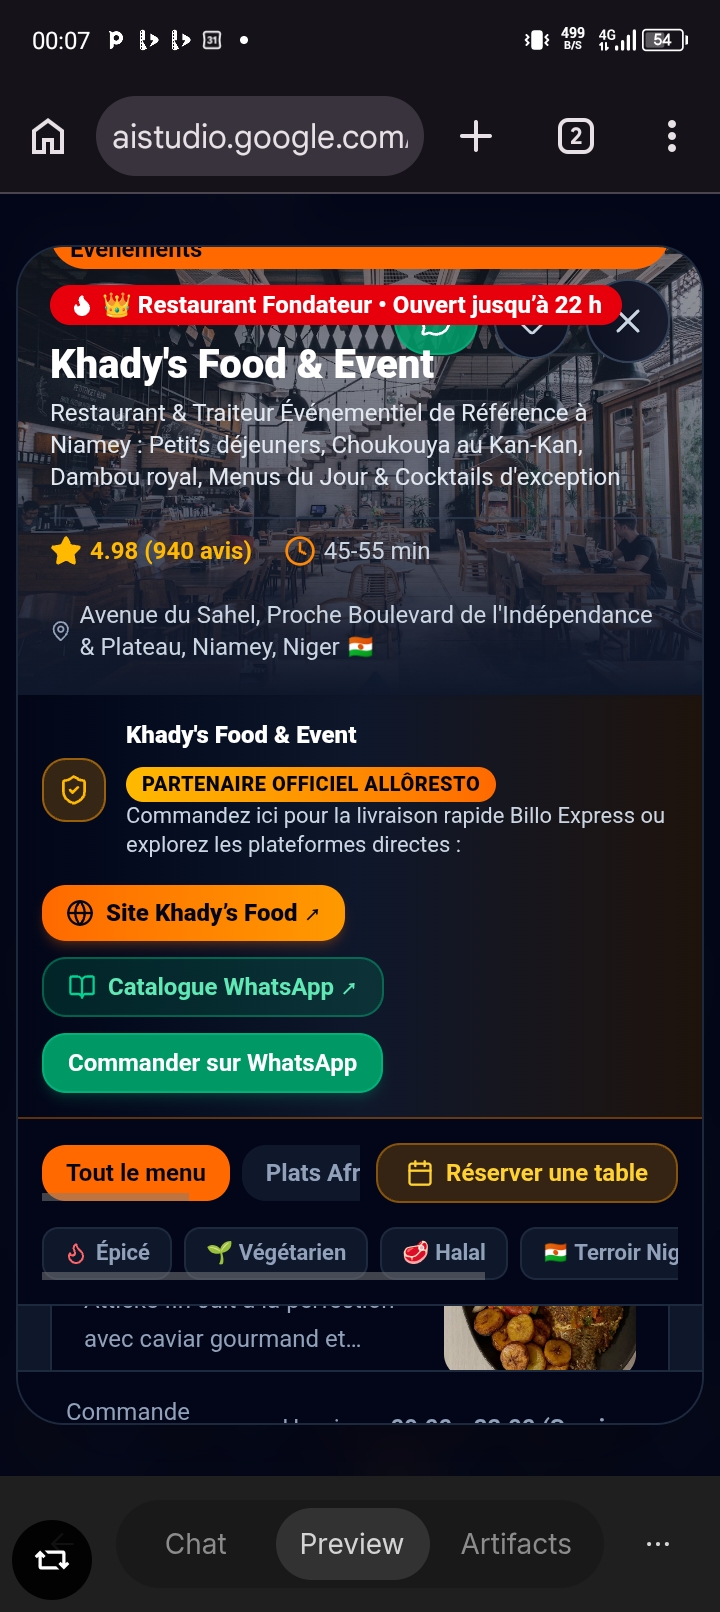 00:07
31
499
B/S
4G
54
aistudio.google.com/
2
Événements
👑 Restaurant Fondateur • Ouvert jusqu'à 22 h
Khady's Food & Event
Restaurant & Traiteur Événementiel de Référence à
Niamey : Petits déjeuners, Choukouya au Kan-Kan,
Dambou royal, Menus du Jour & Cocktails d'exception
4.98 (940 avis)
45-55 min
Avenue du Sahel, Proche Boulevard de l'Indépendance
& Plateau, Niamey, Niger 🇳🇪
Khady's Food & Event
PARTENAIRE OFFICIEL ALLÔRESTO
Commandez ici pour la livraison rapide Billo Express ou
explorez les plateformes directes :
Site Khady’s Food ↗
Catalogue WhatsApp ↗
Commander sur WhatsApp
Tout le menu
Plats Afr
Réserver une table
Épicé
🌱 Végétarien
🥩 Halal
🇳🇪 Terroir Nig
avec caviar gourmand et...
Commande
Chat
Preview
Artifacts